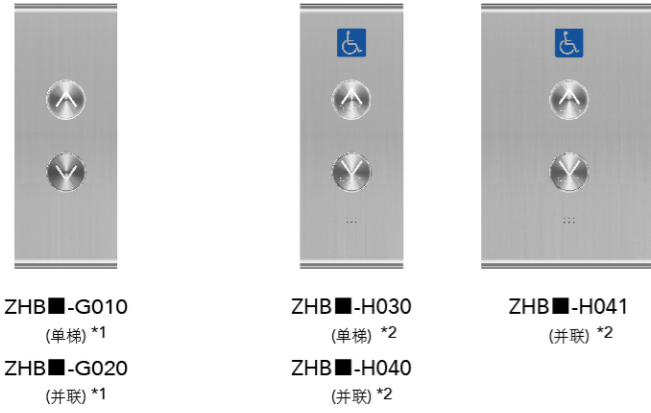 ZHB■-G010
(单梯) *1
ZHB■-G020
(并联) *1
ZHB■-H030
(单梯) *2
ZHB■-H040
(并联) *2
ZHB■-H041
(并联) *2